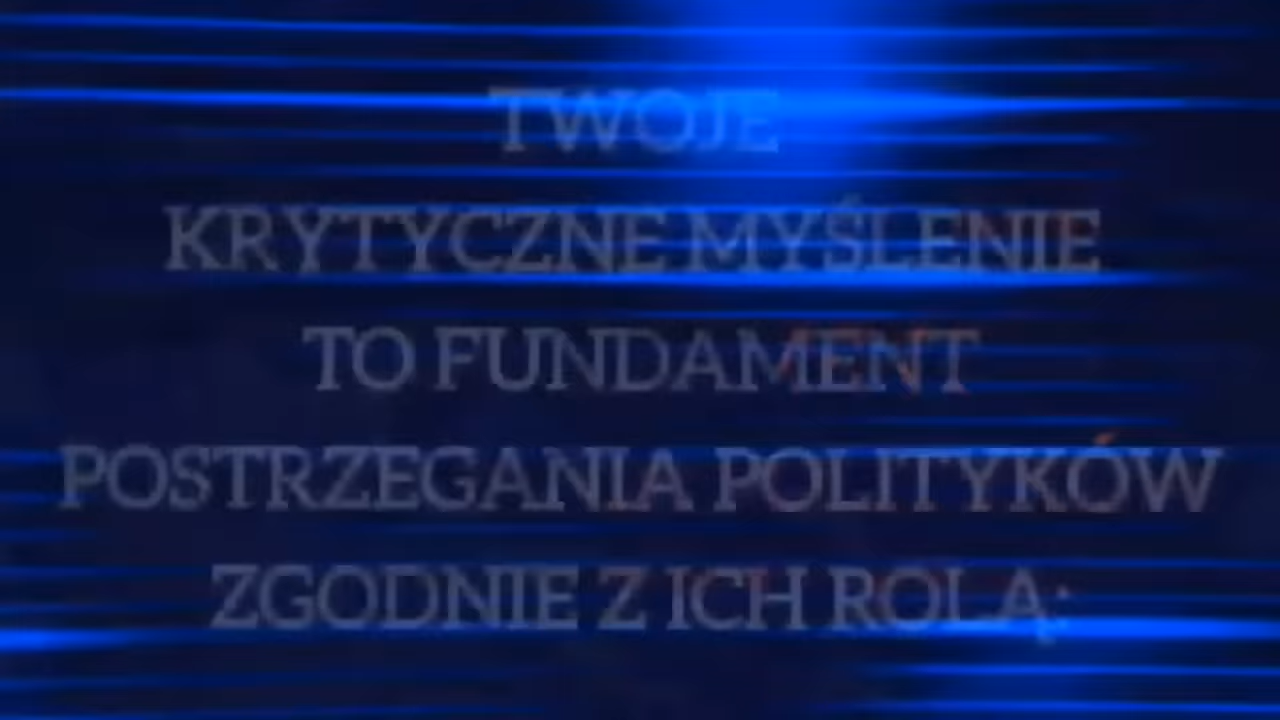 TWOJE
KRYTYCZNE MYŚLENIE
TO FUNDAMENT
POSTRZEGANIA POLITYKÓW
ZGODNIE Z ICH ROLĄ: